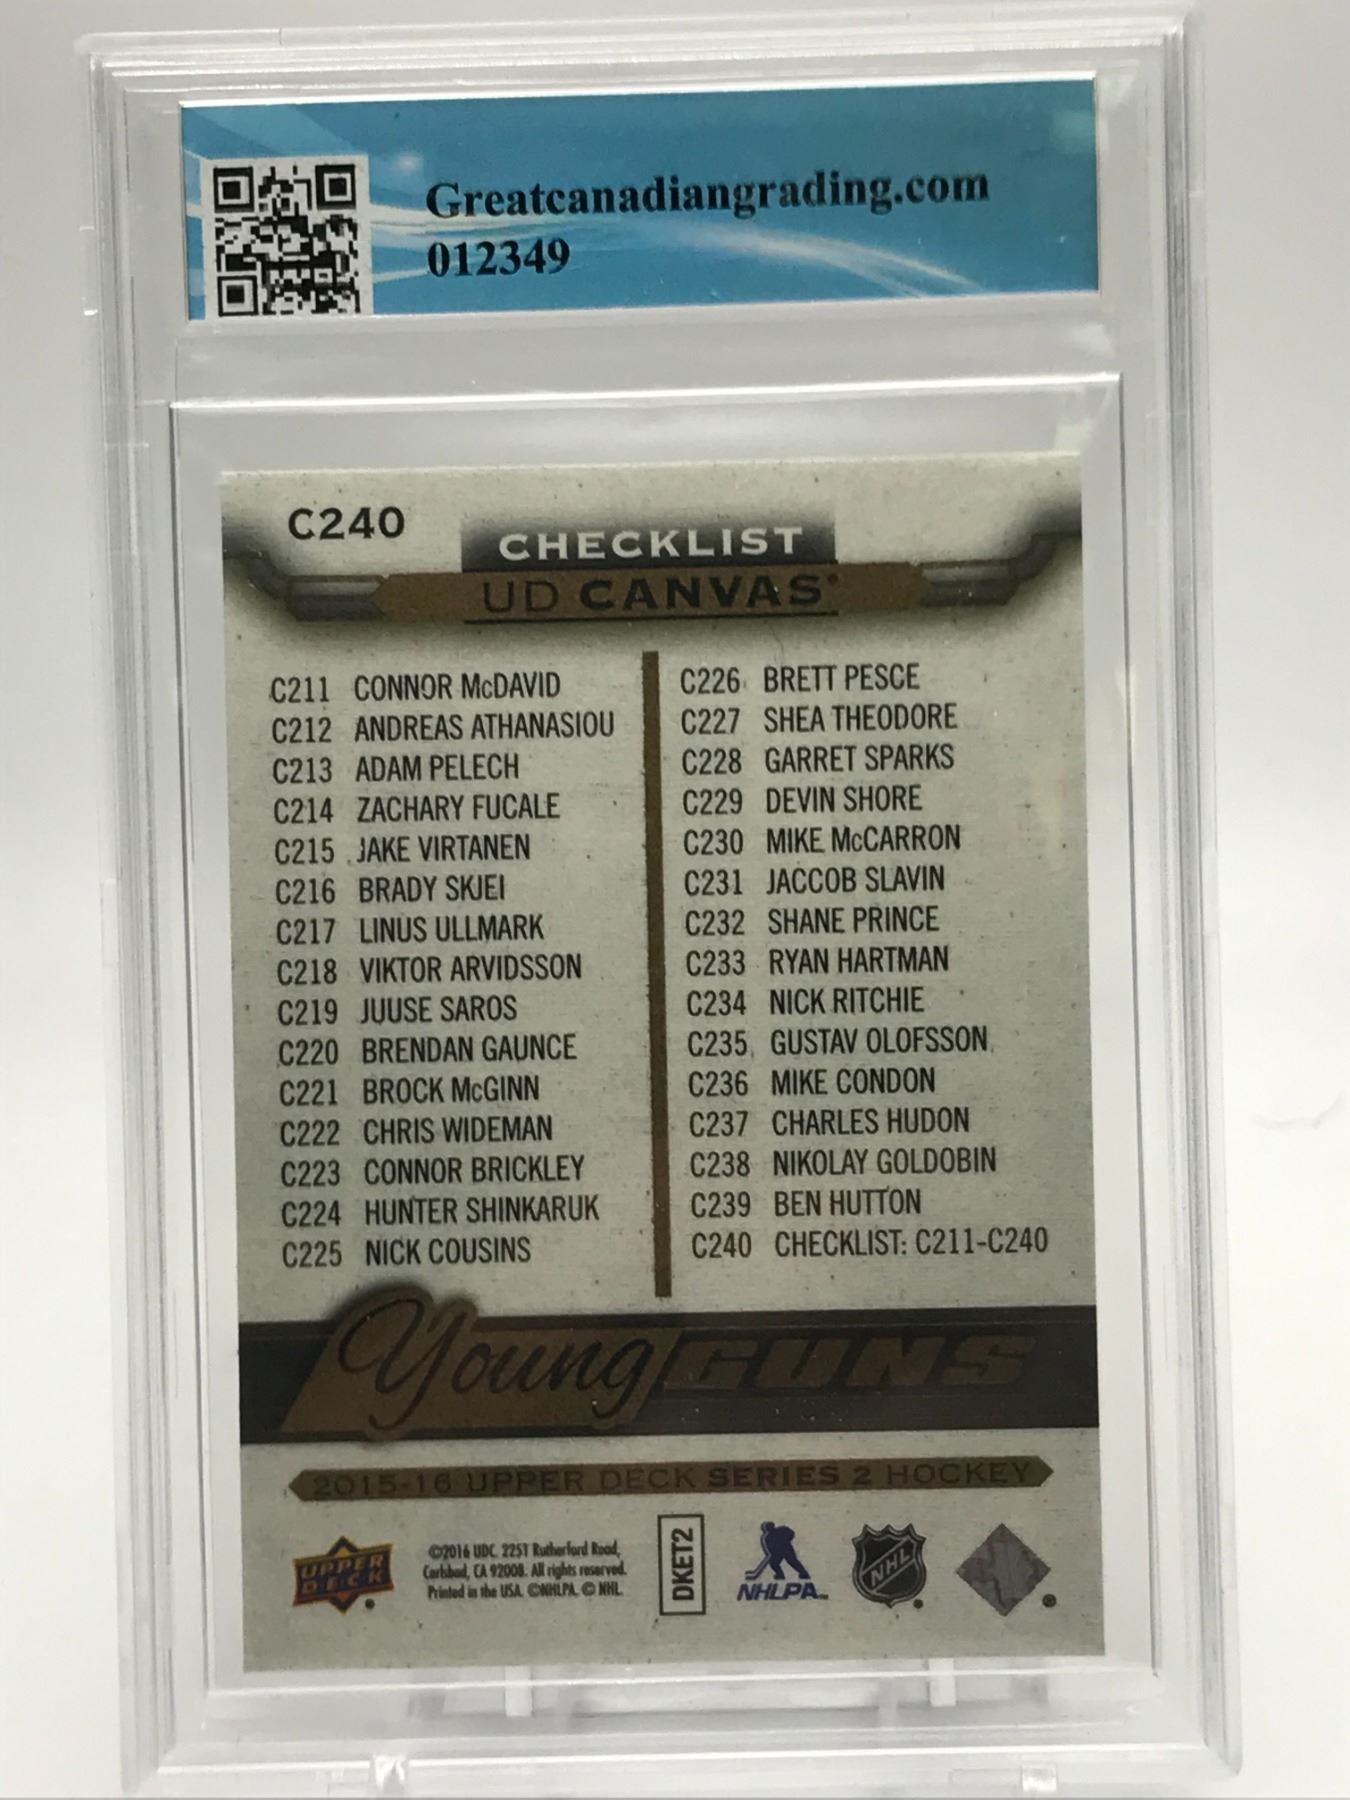 Greatcanadiangrading.com
012349
C240
CHECKLIST
UD CANVAS
C211 CONNOR McDAVID
C212 ANDREAS ATHANASIOU
C213 ADAM PELECH
C214 ZACHARY FUCALE
C215 JAKE VIRTANEN
C216 BRADY SKJEI
C217 LINUS ULLMARK
C218 VIKTOR ARVIDSSON
C219 JUUSE SAROS
C220 BRENDAN GAUNCE
C221 BROCK McGINN
C222 CHRIS WIDEMAN
C223 CONNOR BRICKLEY
C224 HUNTER SHINKARUK
C225 NICK COUSINS
C226 BRETT PESCE
C227 SHEA THEODORE
C228 GARRET SPARKS
C229 DEVIN SHORE
C230 MIKE McCARRON
C231 JACCOB SLAVIN
C232 SHANE PRINCE
C233 RYAN HARTMAN
C234 NICK RITCHIE
C235 GUSTAV OLOFSSON
C236 MIKE CONDON
C237 CHARLES HUDON
C238 NIKOLAY GOLDOBIN
C239 BEN HUTTON
C240 CHECKLIST: C211-C240
Young GUNS
2015-16 UPPER DECK SERIES 2 HOCKEY
UPPER DECK
©2016 UDC. 2251 Rutherford Road,
Carlsbad, CA 92008. All rights reserved.
Printed in the USA. ©NHLPA. © NHL.
DKET2
NHLPA
NHL